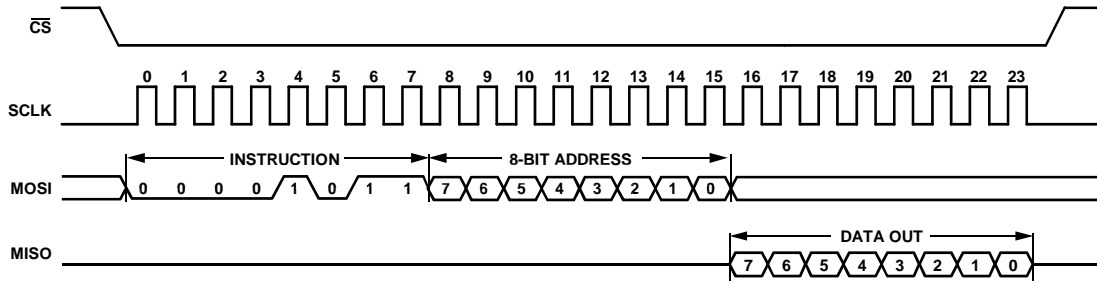 CS
0 1 2 3 4 5 6 7 8 9 10 11 12 13 14 15 16 17 18 19 20 21 22 23
SCLK
INSTRUCTION 8-BIT ADDRESS
MOSI 0 0 0 0 1 0 1 1 7 6 5 4 3 2 1 0
DATA OUT
MISO 7 6 5 4 3 2 1 0